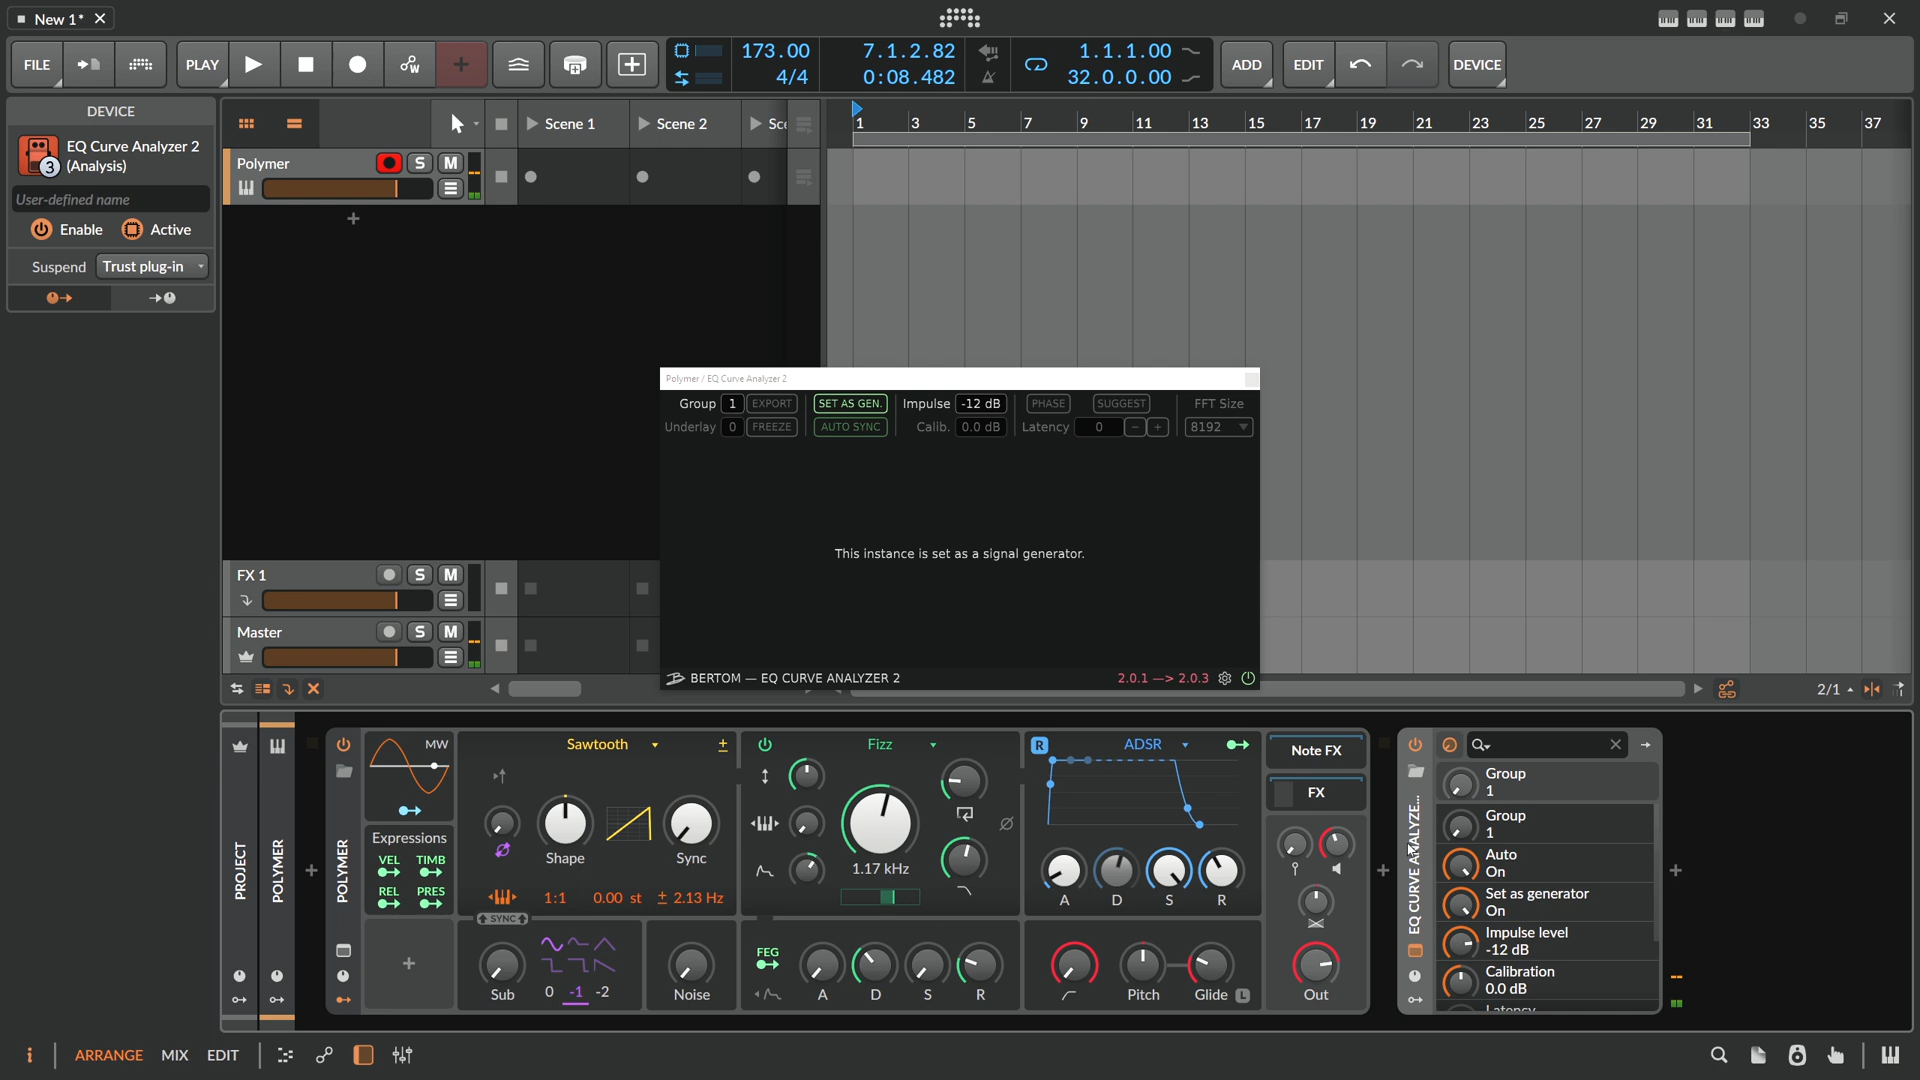 New 1*
FILE
PLAY
173.00
4/4
7.1.2.82
0:08.482
1.1.1.00
32.0.0.00
ADD
EDIT
DEVICE
DEVICE
EQ Curve Analyzer 2
(Analysis)
3
User-defined name
Enable
Active
Suspend
Trust plug-in
Scene 1
Scene 2
Sce
1 3 5 7 9 11 13 15 17 19 21 23 25 27 29 31 33 35 37
Polymer
S
M
Polymer / EQ Curve Analyzer 2
Group 1 EXPORT SET AS GEN. Impulse -12 dB PHASE SUGGEST FFT Size
Underlay 0 FREEZE AUTO SYNC Calib. 0.0 dB Latency 0 − + 8192
This instance is set as a signal generator.
FX 1
S
M
Master
S
M
BERTOM — EQ CURVE ANALYZER 2
2.0.1 —> 2.0.3
2/1
PROJECT
POLYMER
POLYMER
MW
Expressions
VEL TIMB
REL PRES
Sawtooth
Shape
Sync
1:1 0.00 st ± 2.13 Hz
SYNC
Sub
0 -1 -2
Noise
Fizz
1.17 kHz
FEG
A D S R
R
ADSR
A D S R
Pitch
Glide
L
Note FX
FX
Out
EQ CURVE ANALYZE...
Group
1
Group
1
Auto
On
Set as generator
On
Impulse level
-12 dB
Calibration
0.0 dB
Latency
ARRANGE MIX EDIT